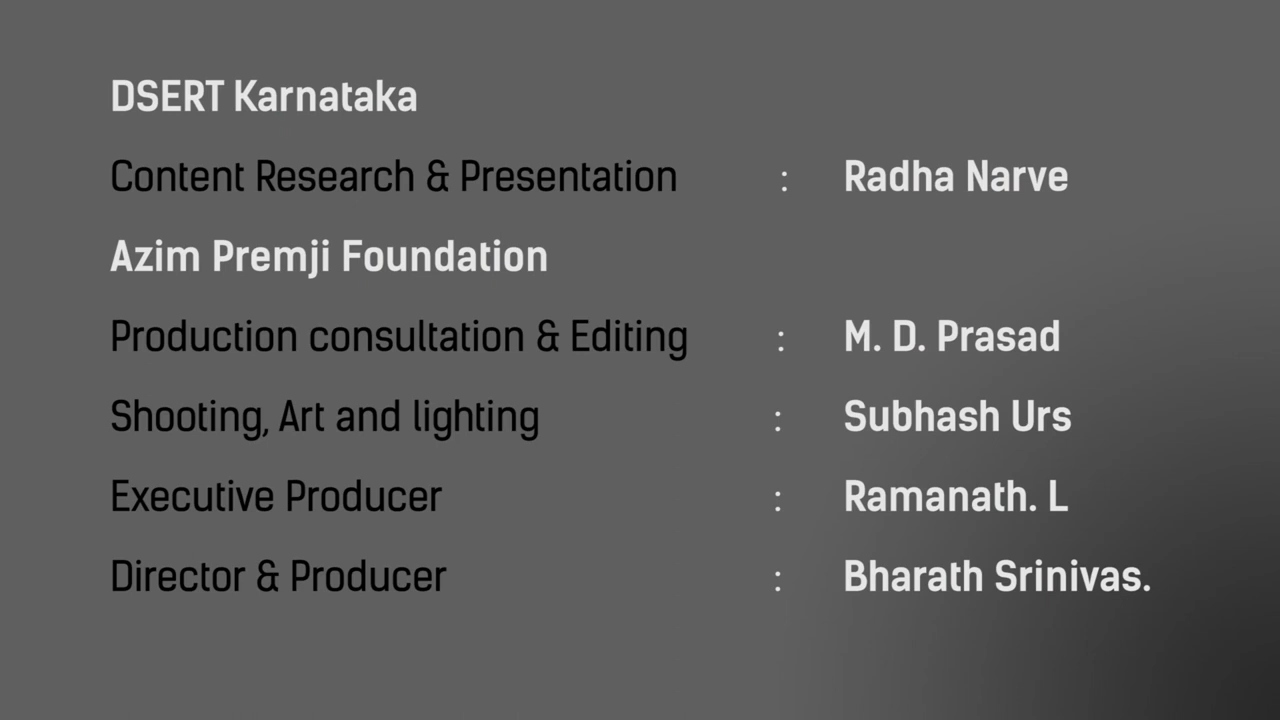 DSERT Karnataka
Content Research & Presentation : Radha Narve
Azim Premji Foundation
Production consultation & Editing : M. D. Prasad
Shooting, Art and lighting : Subhash Urs
Executive Producer : Ramanath. L
Director & Producer : Bharath Srinivas.